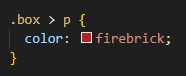 .box > p {
color: firebrick;
}